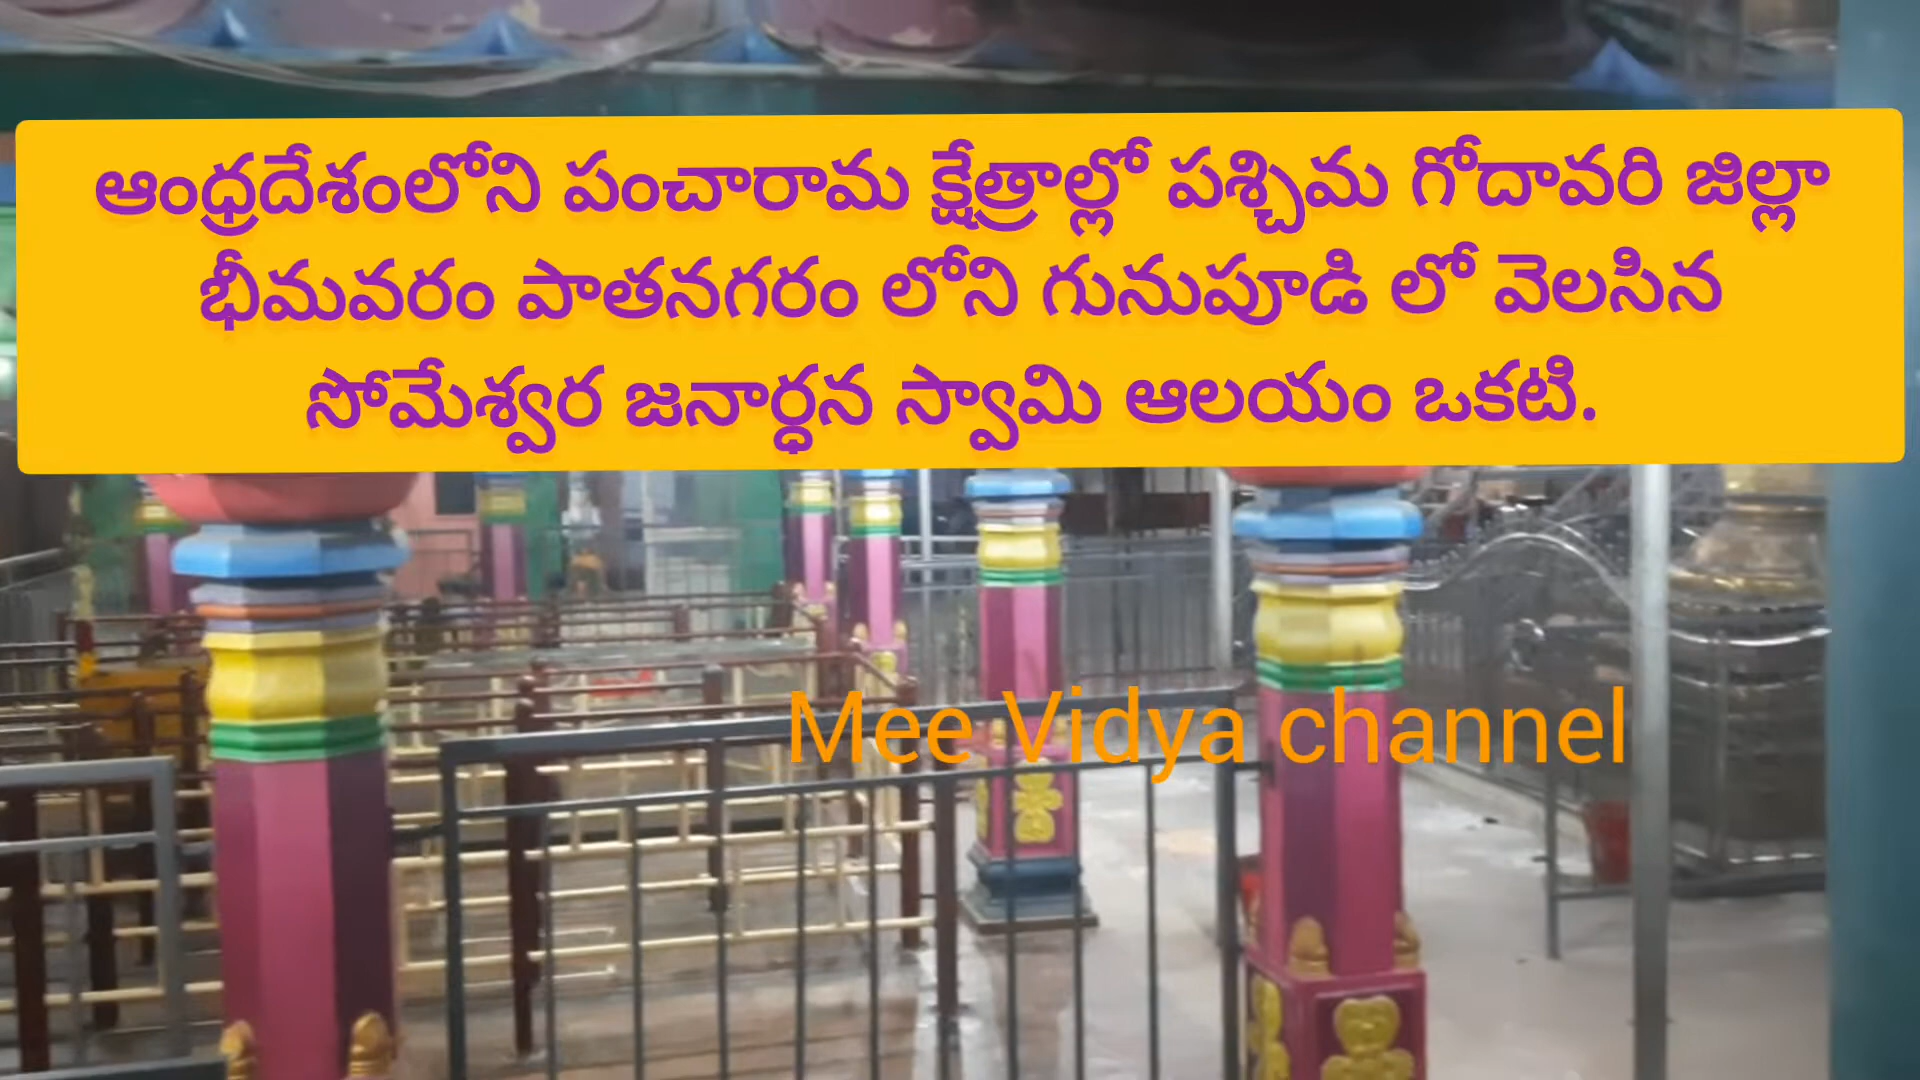 ఆంధ్రదేశంలోని పంచారామ క్షేత్రాల్లో పశ్చిమ గోదావరి జిల్లా
భీమవరం పాతనగరం లోని గునుపూడి లో వెలసిన
సోమేశ్వర జనార్ధన స్వామి ఆలయం ఒకటి.
Mee Vidya channel